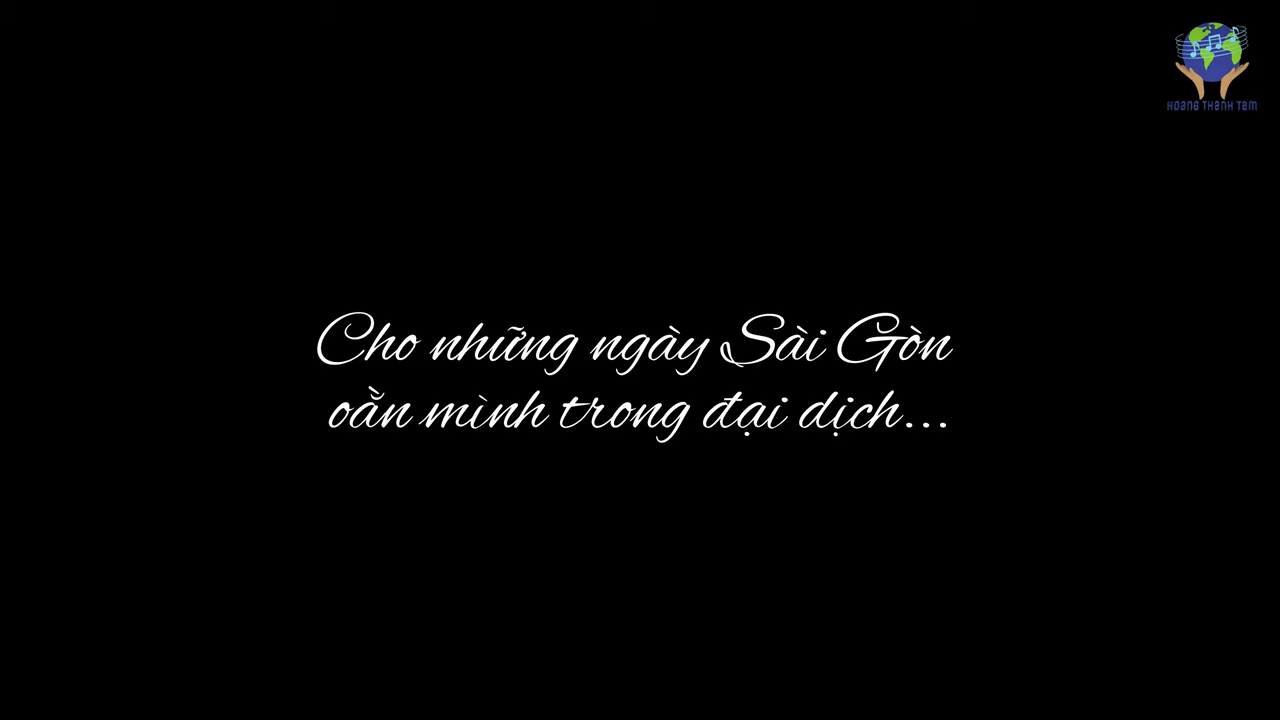 HOANG THANH TAM
Cho những ngày Sài Gòn
oằn mình trong đại dịch...